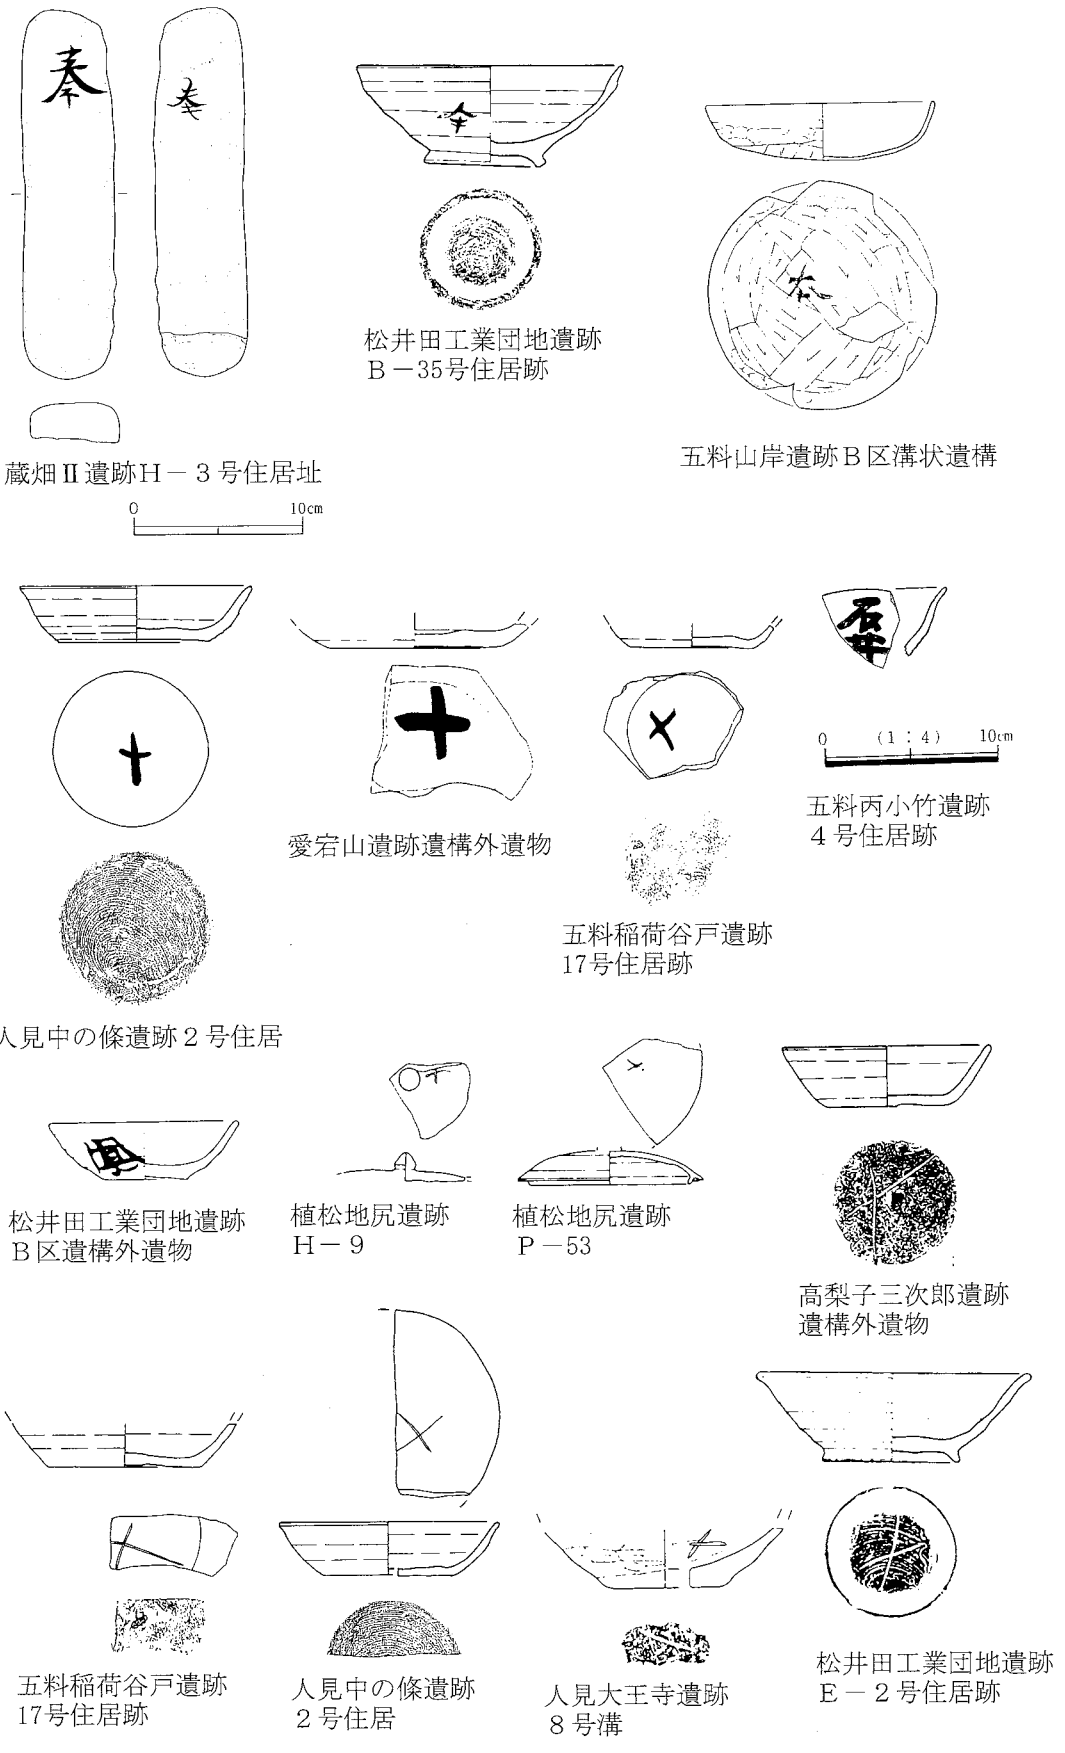 奉
奉
松井田工業団地遺跡
B－35号住居跡
五料山岸遺跡B区溝状遺構
蔵畑Ⅱ遺跡H－3号住居址
0 10cm
石井
0 (1:4) 10cm
五料丙小竹遺跡
4号住居跡
十
十
愛宕山遺跡遺構外遺物
五料稲荷谷戸遺跡
17号住居跡
人見中の條遺跡2号住居
松井田工業団地遺跡
B区遺構外遺物
植松地尻遺跡
H－9
植松地尻遺跡
P－53
高梨子三次郎遺跡
遺構外遺物
五料稲荷谷戸遺跡
17号住居跡
人見中の條遺跡
2号住居
人見大王寺遺跡
8号溝
松井田工業団地遺跡
E－2号住居跡